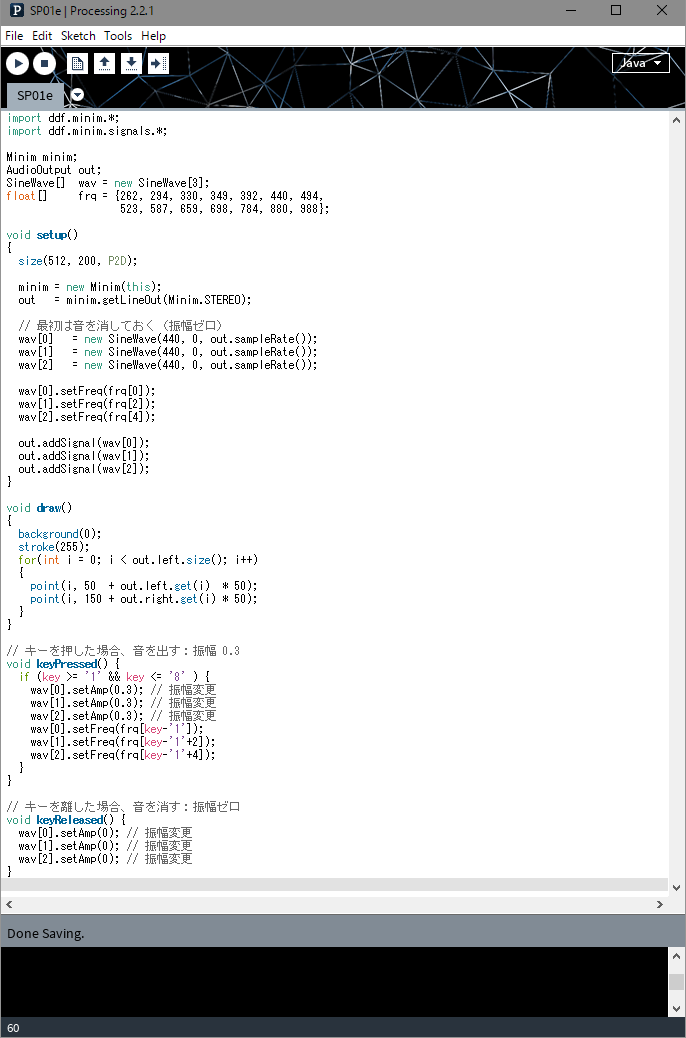 SP01e | Processing 2.2.1
File Edit Sketch Tools Help
Java
SP01e
import ddf.minim.*;
import ddf.minim.signals.*;

Minim minim;
AudioOutput out;
SineWave[]  wav = new SineWave[3];
float[]     frq = {262, 294, 330, 349, 392, 440, 494,
                   523, 587, 659, 698, 784, 880, 988};

void setup()
{
  size(512, 200, P2D);

  minim = new Minim(this);
  out   = minim.getLineOut(Minim.STEREO);

  // 最初は音を消しておく（振幅ゼロ）
  wav[0]   = new SineWave(440, 0, out.sampleRate());
  wav[1]   = new SineWave(440, 0, out.sampleRate());
  wav[2]   = new SineWave(440, 0, out.sampleRate());

  wav[0].setFreq(frq[0]);
  wav[1].setFreq(frq[2]);
  wav[2].setFreq(frq[4]);

  out.addSignal(wav[0]);
  out.addSignal(wav[1]);
  out.addSignal(wav[2]);
}

void draw()
{
  background(0);
  stroke(255);
  for(int i = 0; i < out.left.size(); i++)
  {
    point(i, 50  + out.left.get(i)  * 50);
    point(i, 150 + out.right.get(i) * 50);
  }
}

// キーを押した場合、音を出す：振幅 0.3
void keyPressed() {
  if (key >= '1' && key <= '8' ) {
    wav[0].setAmp(0.3); // 振幅変更
    wav[1].setAmp(0.3); // 振幅変更
    wav[2].setAmp(0.3); // 振幅変更
    wav[0].setFreq(frq[key-'1']);
    wav[1].setFreq(frq[key-'1'+2]);
    wav[2].setFreq(frq[key-'1'+4]);
  }
}

// キーを離した場合、音を消す：振幅ゼロ
void keyReleased() {
  wav[0].setAmp(0); // 振幅変更
  wav[1].setAmp(0); // 振幅変更
  wav[2].setAmp(0); // 振幅変更
}
Done Saving.
60